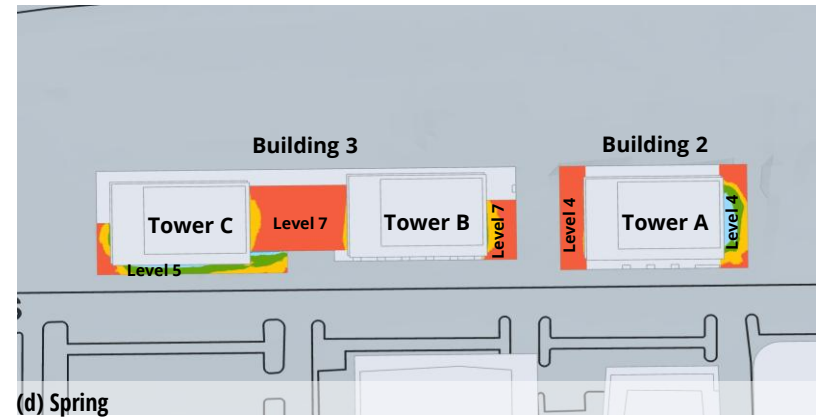 Building 3
Building 2
Tower C
Level 7
Tower B
Level 7
Level 4
Tower A
Level 4
Level 5
(d) Spring